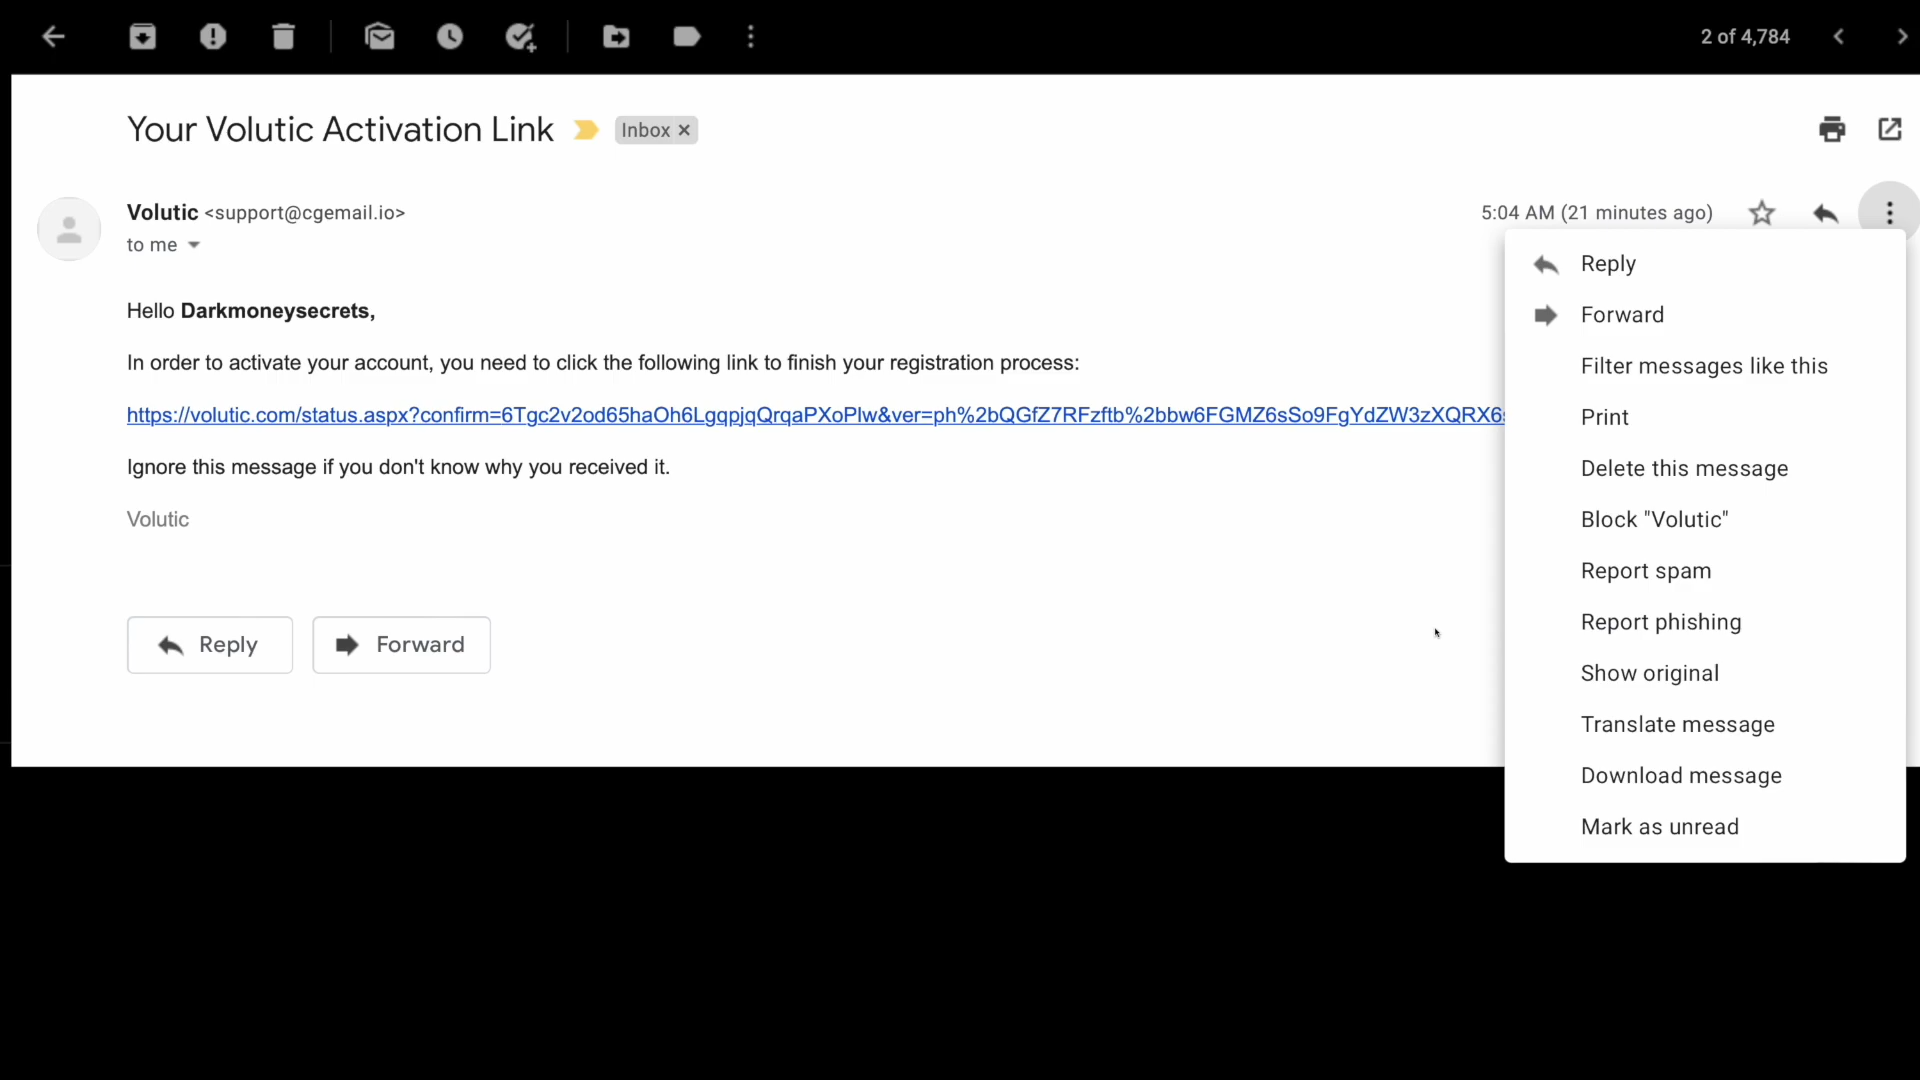 2 of 4,784
Your Volutic Activation Link
Inbox ×
Volutic <support@cgemail.io>
5:04 AM (21 minutes ago)
to me
Hello Darkmoneysecrets,
In order to activate your account, you need to click the following link to finish your registration process:
https://volutic.com/status.aspx?confirm=6Tgc2v2od65haOh6LgqpjqQrqaPXoPlw&ver=ph%2bQGfZ7RFzftb%2bbw6FGMZ6sSo9FgYdZW3zXQRX6s
Ignore this message if you don't know why you received it.
Volutic
Reply
Forward
Reply
Forward
Filter messages like this
Print
Delete this message
Block "Volutic"
Report spam
Report phishing
Show original
Translate message
Download message
Mark as unread